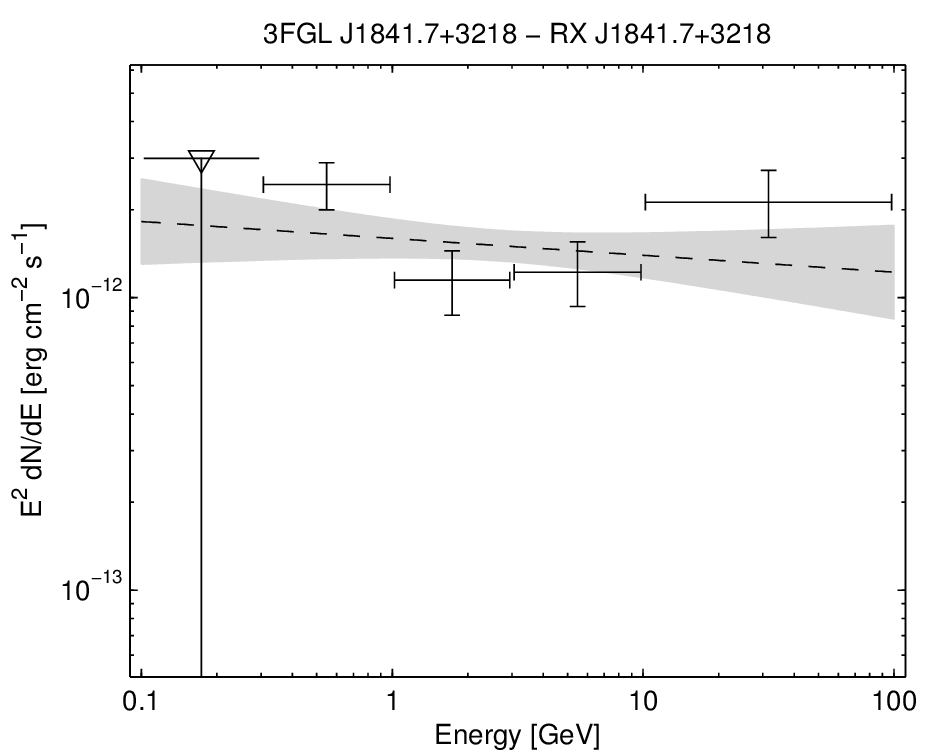 3FGL J1841.7+3218 − RX J1841.7+3218
E² dN/dE [erg cm⁻² s⁻¹]
10⁻¹²
10⁻¹³
0.1 1 10 100
Energy [GeV]